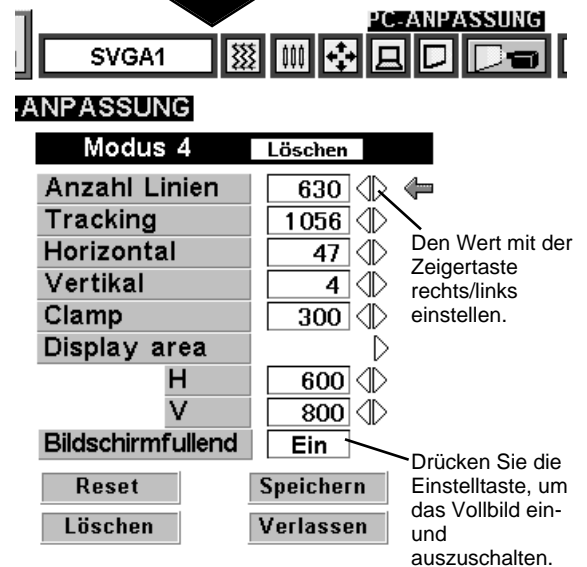 PC-ANPASSUNG
SVGA1
-ANPASSUNG
Modus 4 Löschen
Anzahl Linien 630
Tracking 1056
Horizontal 47
Vertikal 4
Clamp 300
Display area
H 600
V 800
Bildschirmfullend Ein
Reset Speichern
Löschen Verlassen
Den Wert mit der
Zeigertaste
rechts/links
einstellen.
Drücken Sie die
Einstelltaste, um
das Vollbild ein-
und
auszuschalten.